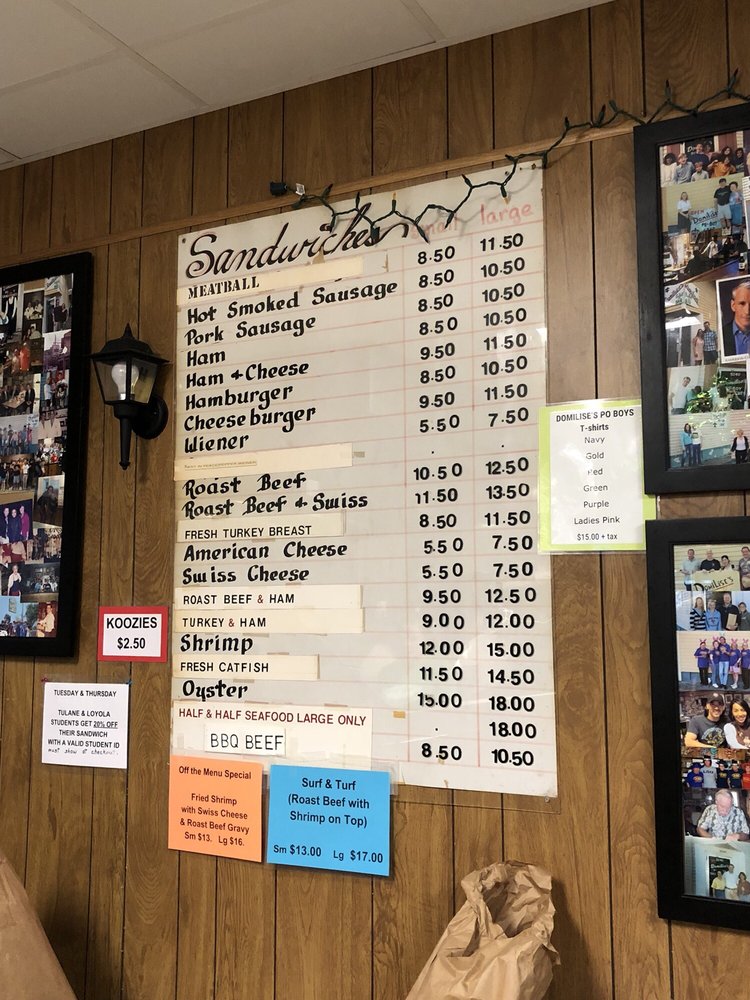 Sandwiches small large
MEATBALL 8.50 11.50
Hot Smoked Sausage 8.50 10.50
Pork Sausage 8.50 10.50
Ham 8.50 10.50
Ham + Cheese 9.50 11.50
Hamburger 8.50 10.50
Cheeseburger 9.50 11.50
Wiener 5.50 7.50
Roast Beef 10.50 12.50
Roast Beef + Swiss 11.50 13.50
FRESH TURKEY BREAST 8.50 11.50
American Cheese 5.50 7.50
Swiss Cheese 5.50 7.50
ROAST BEEF & HAM 9.50 12.50
TURKEY & HAM 9.00 12.00
Shrimp 12.00 15.00
FRESH CATFISH 11.50 14.50
Oyster 15.00 18.00
HALF & HALF SEAFOOD LARGE ONLY 18.00
BBQ BEEF 8.50 10.50
Off the Menu Special
Fried Shrimp
with Swiss Cheese
& Roast Beef Gravy
Sm $13. Lg $16.
Surf & Turf
(Roast Beef with
Shrimp on Top)
Sm $13.00 Lg $17.00
KOOZIES
$2.50
TUESDAY & THURSDAY
TULANE & LOYOLA
STUDENTS GET 20% OFF
THEIR SANDWICH
WITH A VALID STUDENT ID
must show at checkout.
DOMILISE'S PO BOYS
T-shirts
Navy
Gold
Red
Green
Purple
Ladies Pink
$15.00 + tax